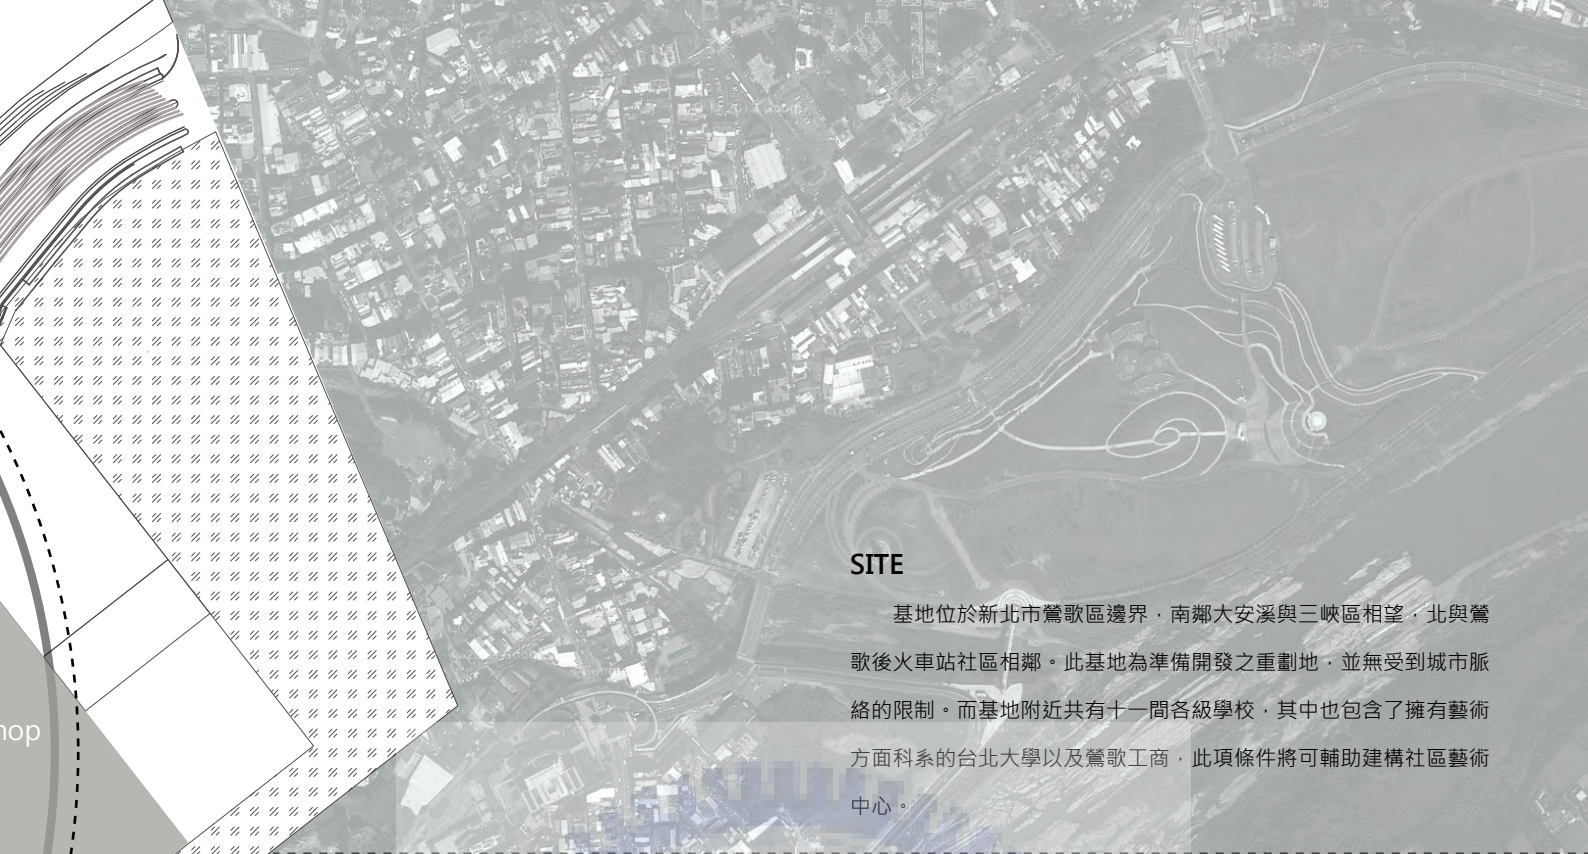 SITE
基地位於新北市鶯歌區邊界，南鄰大安溪與三峽區相望，北與鶯
歌後火車站社區相鄰。此基地為準備開發之重劃地，並無受到城市脈
絡的限制。而基地附近共有十一間各級學校，其中也包含了擁有藝術
方面科系的台北大學以及鶯歌工商，此項條件將可輔助建構社區藝術
中心。
hop